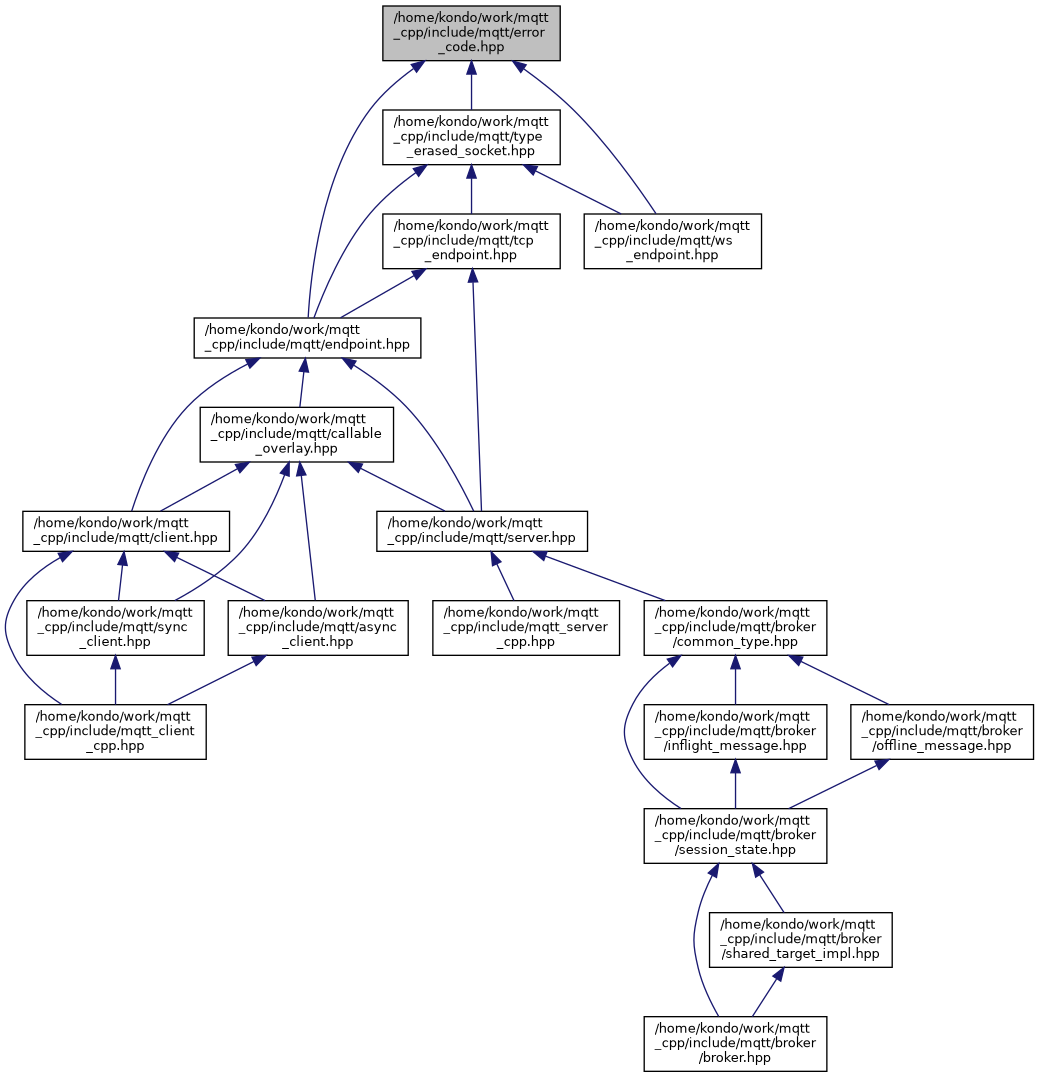 /home/kondo/work/mqtt
_cpp/include/mqtt/error
_code.hpp
/home/kondo/work/mqtt
_cpp/include/mqtt/type
_erased_socket.hpp
/home/kondo/work/mqtt
_cpp/include/mqtt/tcp
_endpoint.hpp
/home/kondo/work/mqtt
_cpp/include/mqtt/ws
_endpoint.hpp
/home/kondo/work/mqtt
_cpp/include/mqtt/endpoint.hpp
/home/kondo/work/mqtt
_cpp/include/mqtt/callable
_overlay.hpp
/home/kondo/work/mqtt
_cpp/include/mqtt/client.hpp
/home/kondo/work/mqtt
_cpp/include/mqtt/server.hpp
/home/kondo/work/mqtt
_cpp/include/mqtt/sync
_client.hpp
/home/kondo/work/mqtt
_cpp/include/mqtt/async
_client.hpp
/home/kondo/work/mqtt
_cpp/include/mqtt_server
_cpp.hpp
/home/kondo/work/mqtt
_cpp/include/mqtt/broker
/common_type.hpp
/home/kondo/work/mqtt
_cpp/include/mqtt_client
_cpp.hpp
/home/kondo/work/mqtt
_cpp/include/mqtt/broker
/inflight_message.hpp
/home/kondo/work/mqtt
_cpp/include/mqtt/broker
/offline_message.hpp
/home/kondo/work/mqtt
_cpp/include/mqtt/broker
/session_state.hpp
/home/kondo/work/mqtt
_cpp/include/mqtt/broker
/shared_target_impl.hpp
/home/kondo/work/mqtt
_cpp/include/mqtt/broker
/broker.hpp